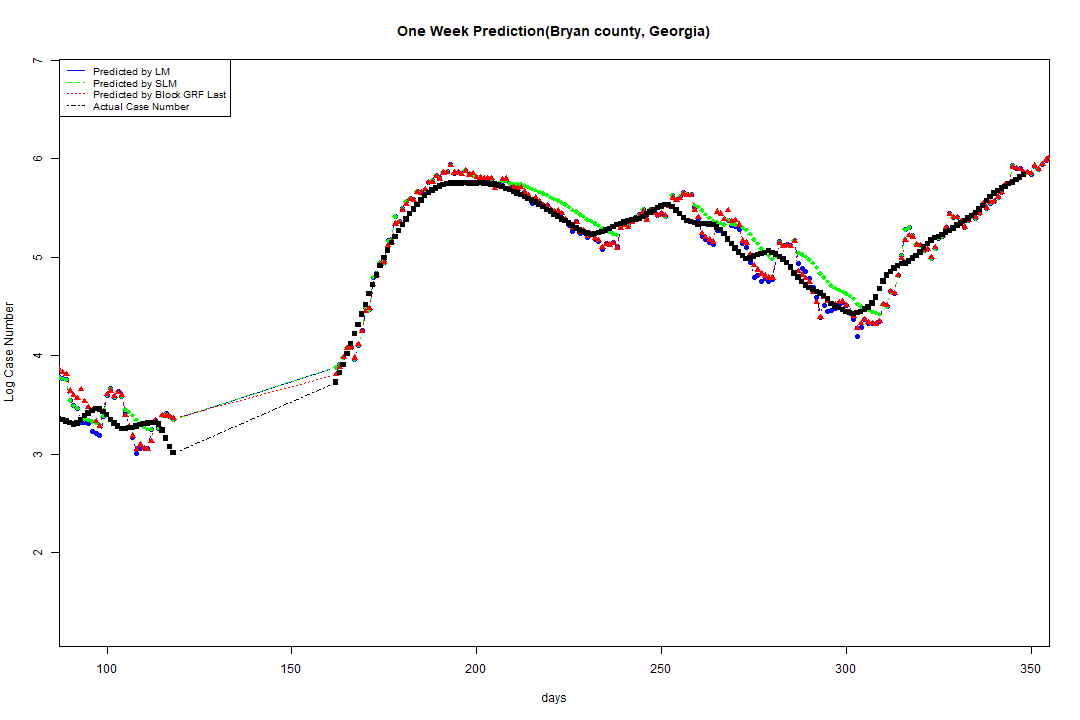 One Week Prediction(Bryan county, Georgia)
Predicted by LM
Predicted by SLM
Predicted by Block GRF Last
Actual Case Number
7
6
5
4
3
2
Log Case Number
100 150 200 250 300 350
days